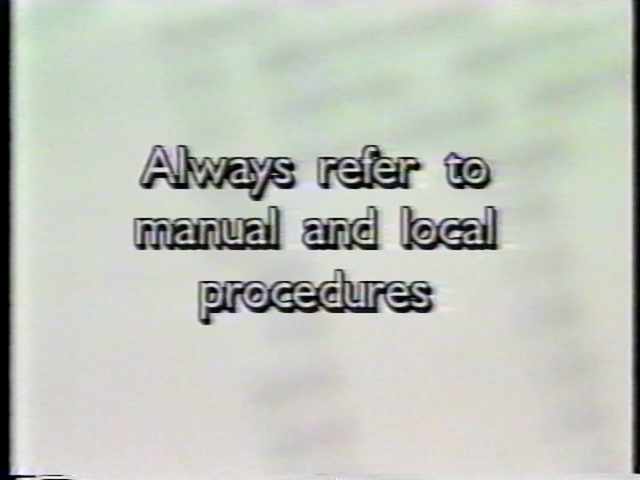 Always refer to
manual and local
procedures